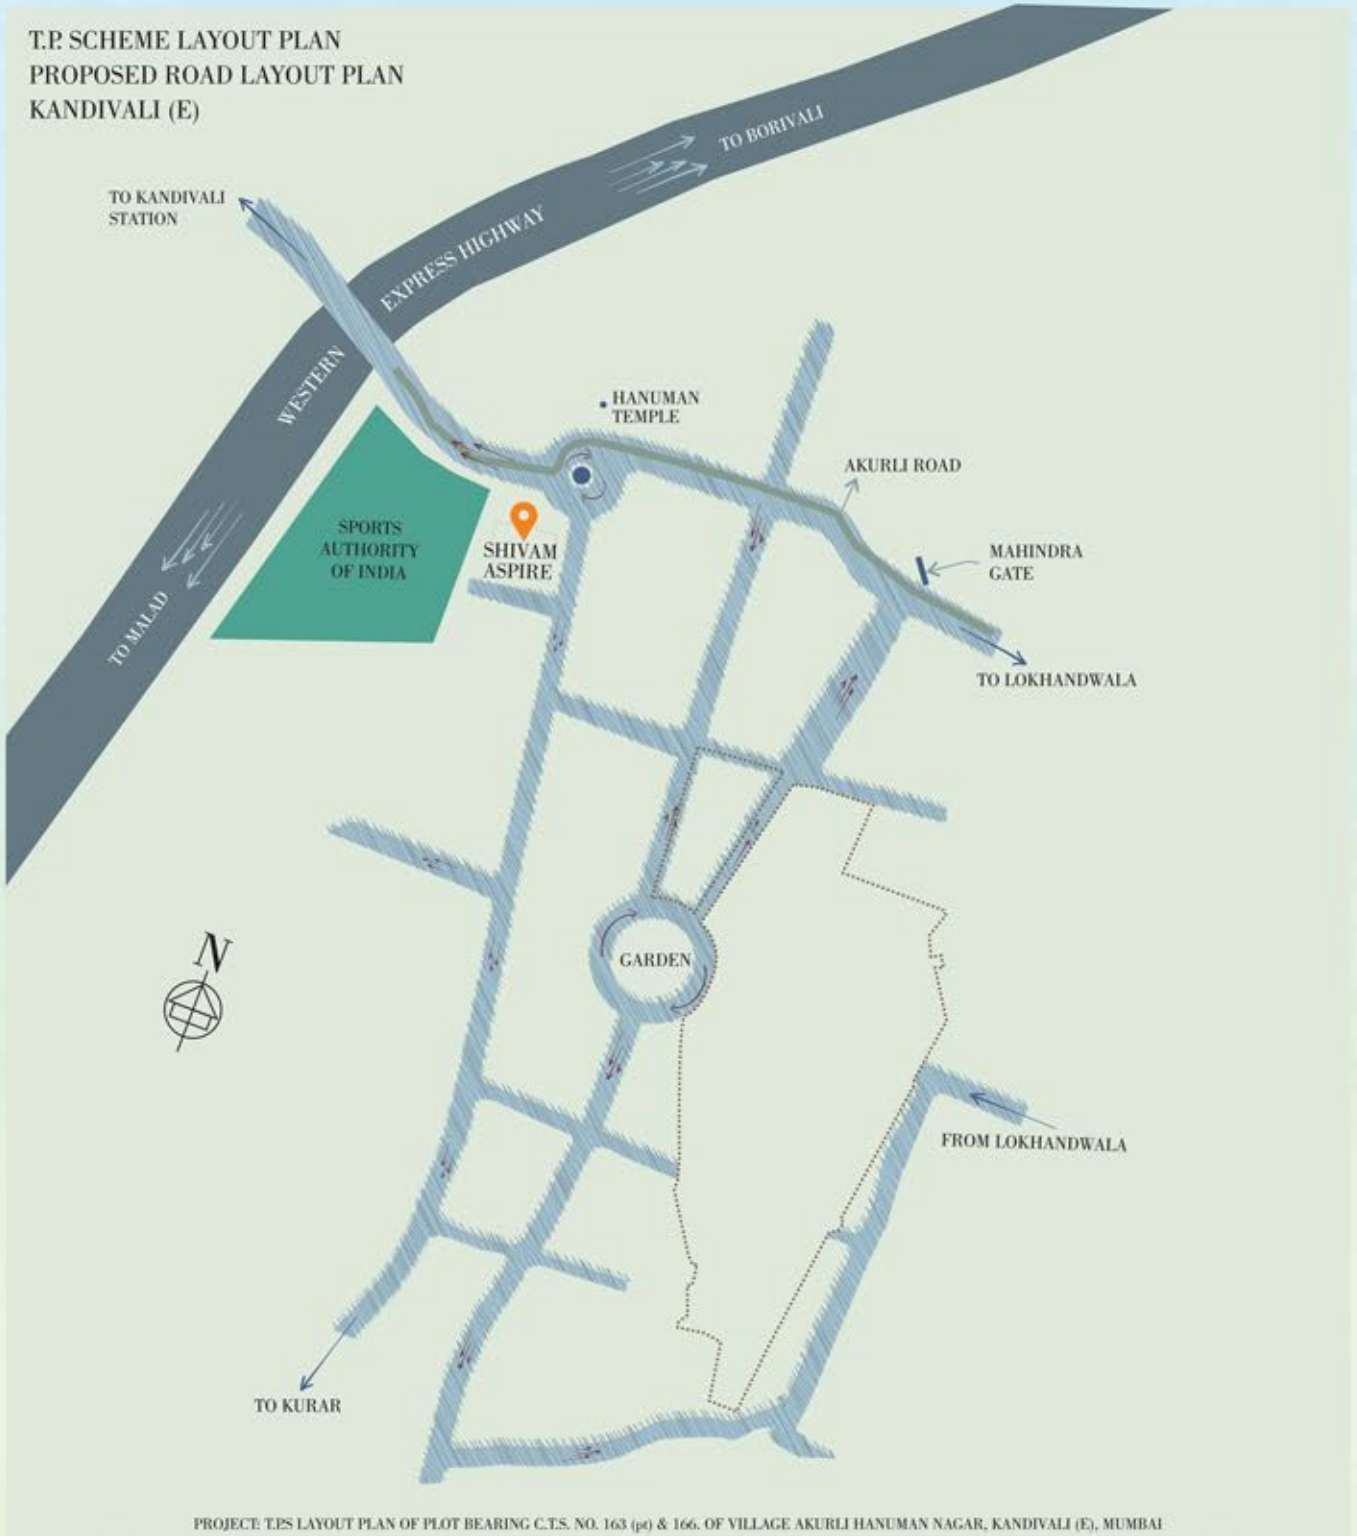 T.P. SCHEME LAYOUT PLAN
PROPOSED ROAD LAYOUT PLAN
KANDIVALI (E)
TO BORIVALI
TO KANDIVALI
STATION
EXPRESS HIGHWAY
WESTERN
HANUMAN
TEMPLE
AKURLI ROAD
SPORTS
AUTHORITY
OF INDIA
SHIVAM
ASPIRE
MAHINDRA
GATE
TO MALAD
TO LOKHANDWALA
N
GARDEN
FROM LOKHANDWALA
TO KURAR
PROJECT: T.P.S LAYOUT PLAN OF PLOT BEARING C.T.S. NO. 163 (pt) & 166. OF VILLAGE AKURLI HANUMAN NAGAR, KANDIVALI (E), MUMBAI